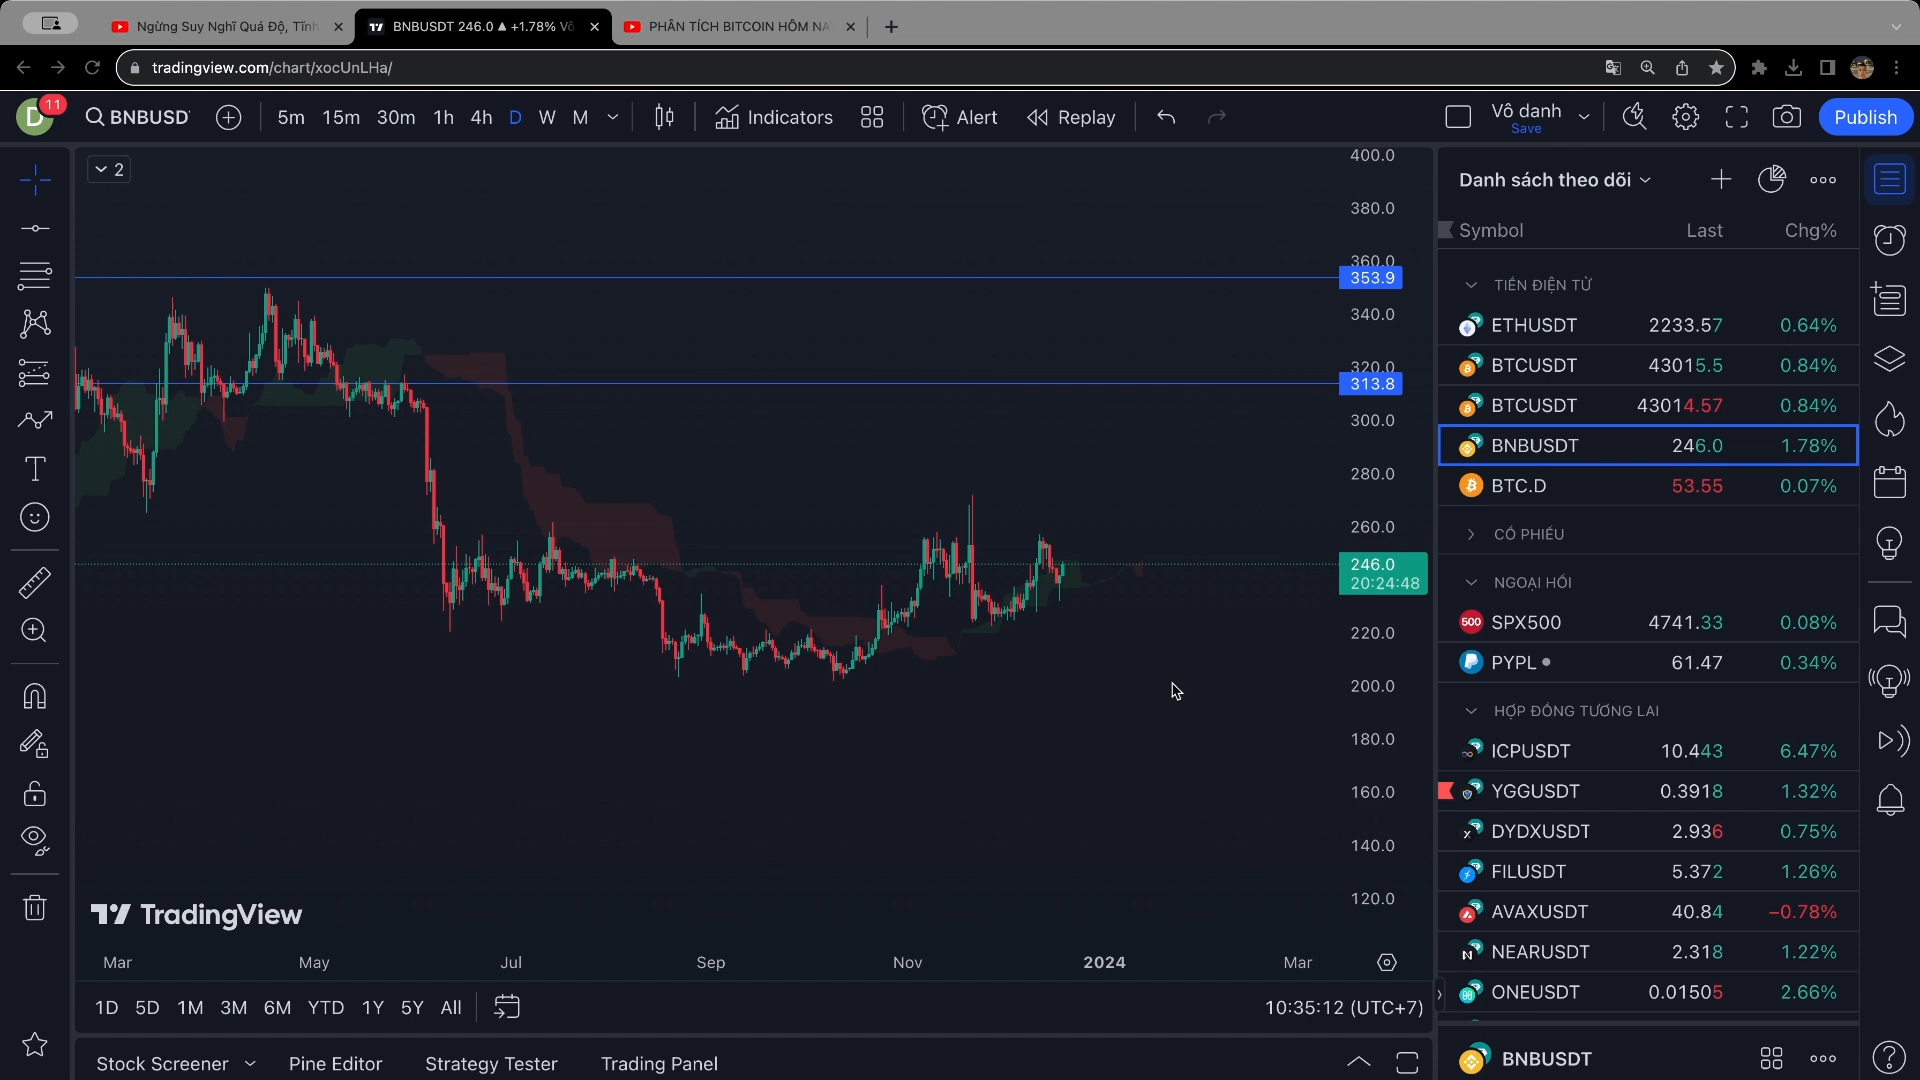 Ngừng Suy Nghĩ Quá Độ, Tĩnh
BNBUSDT 246.0 ▲ +1.78% Vô
PHÂN TÍCH BITCOIN HÔM NA
tradingview.com/chart/xocUnLHa/
D
11
BNBUSD
5m 15m 30m 1h 4h D W M
Indicators
Alert
Replay
Vô danh
Save
Publish
2
400.0
380.0
360.0
353.9
340.0
320.0
313.8
300.0
280.0
260.0
246.0
20:24:48
220.0
200.0
180.0
160.0
140.0
120.0
TradingView
Mar May Jul Sep Nov 2024 Mar
1D 5D 1M 3M 6M YTD 1Y 5Y All
10:35:12 (UTC+7)
Stock Screener Pine Editor Strategy Tester Trading Panel
Danh sách theo dõi
Symbol Last Chg%
TIỀN ĐIỆN TỬ
ETHUSDT 2233.57 0.64%
BTCUSDT 43015.5 0.84%
BTCUSDT 43014.57 0.84%
BNBUSDT 246.0 1.78%
BTC.D 53.55 0.07%
CỔ PHIẾU
NGOẠI HỐI
500 SPX500 4741.33 0.08%
PYPL 61.47 0.34%
HỢP ĐỒNG TƯƠNG LAI
ICPUSDT 10.443 6.47%
YGGUSDT 0.3918 1.32%
DYDXUSDT 2.936 0.75%
FILUSDT 5.372 1.26%
AVAXUSDT 40.84 −0.78%
NEARUSDT 2.318 1.22%
ONEUSDT 0.01505 2.66%
BNBUSDT